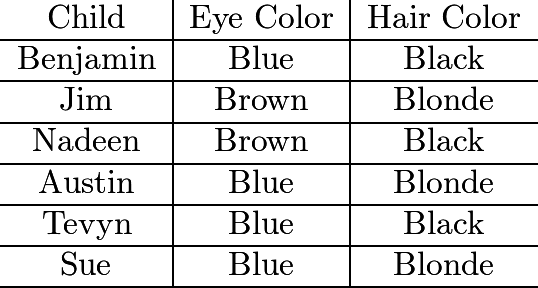 Child Eye Color Hair Color
Benjamin Blue Black
Jim Brown Blonde
Nadeen Brown Black
Austin Blue Blonde
Tevyn Blue Black
Sue Blue Blonde